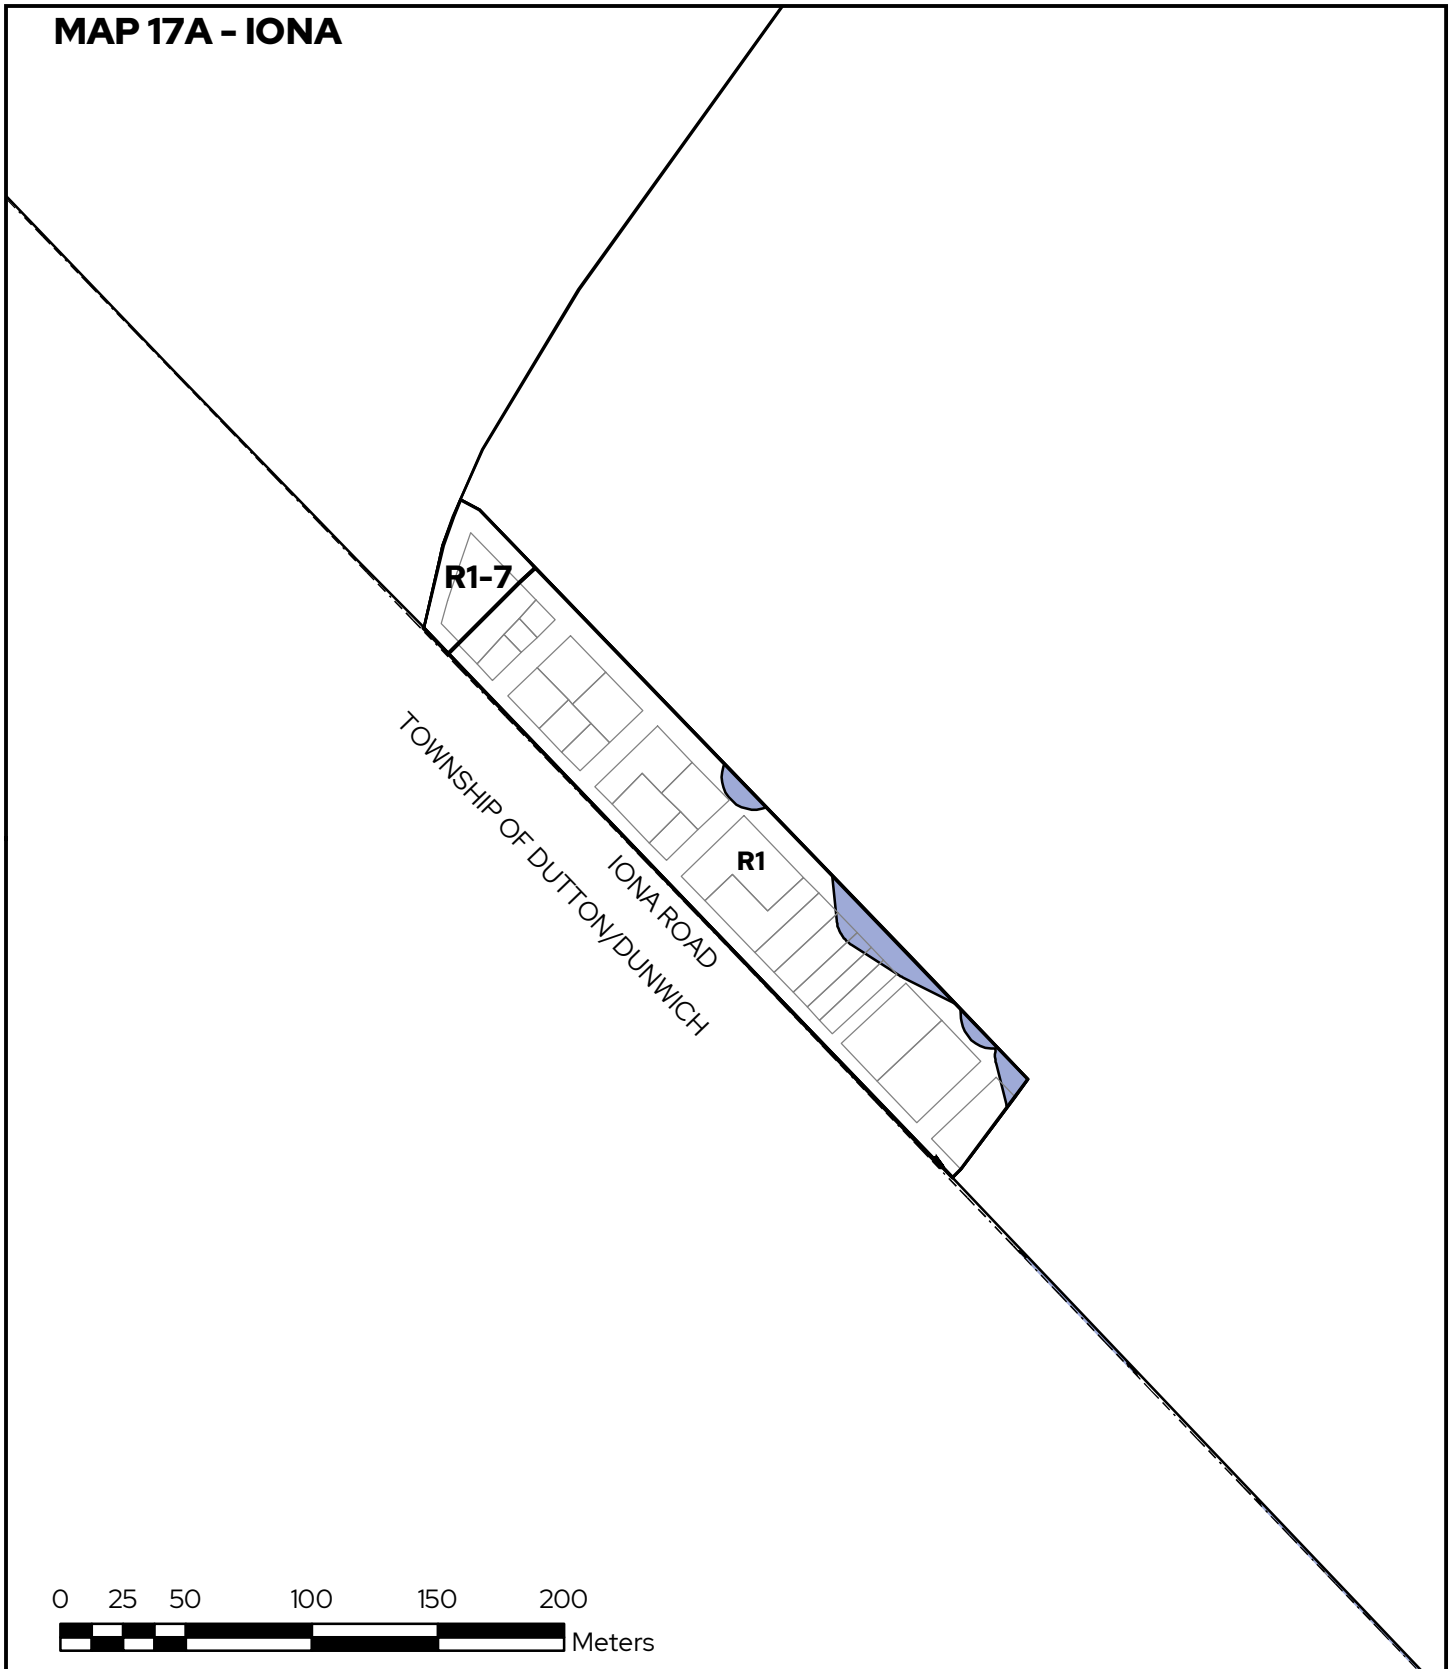 MAP 17A - IONA
R1-7
R1
IONA ROAD
TOWNSHIP OF DUTTON/DUNWICH
0 25 50 100 150 200
Meters